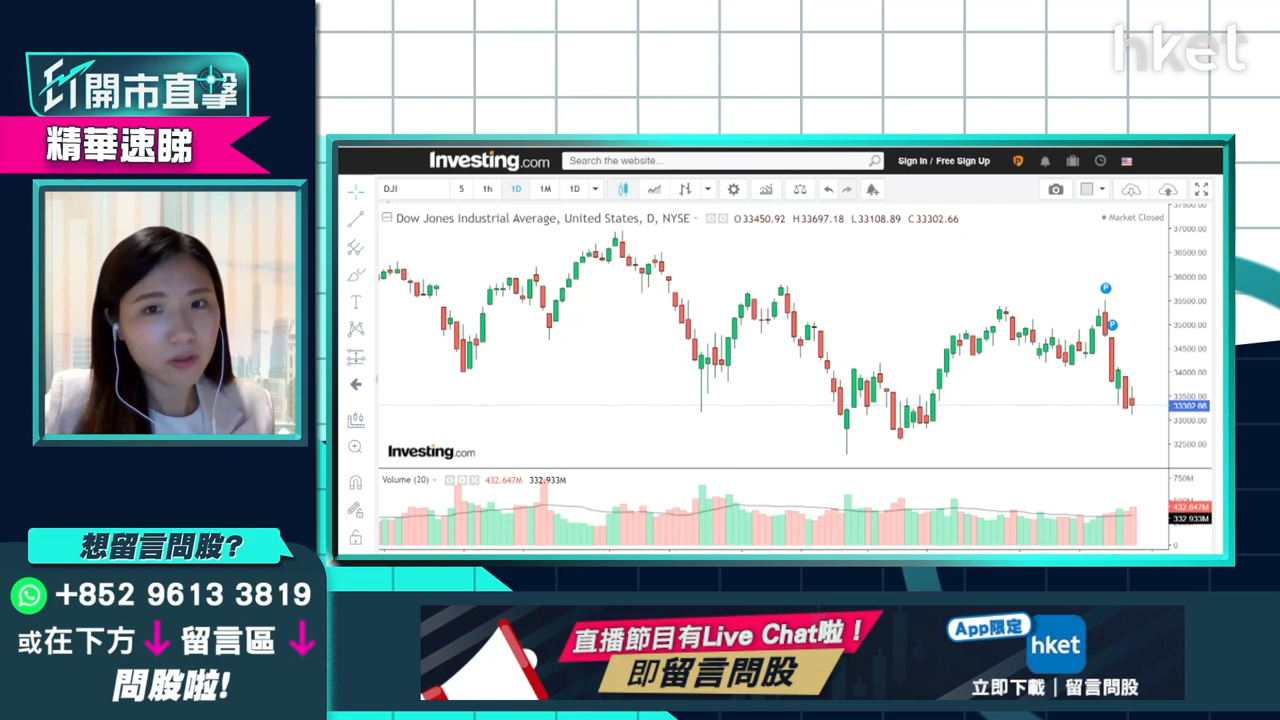 hket
ET開市直擊
精華速睇
Investing.com
Search the website...
Sign In / Free Sign Up
DJI
5
1h
1D
1M
1D
Dow Jones Industrial Average, United States, D, NYSE
O33450.92 H33697.18 L33108.89 C33302.66
Market Closed
37500.00
37000.00
36500.00
36000.00
35500.00
35000.00
34500.00
34000.00
33500.00
33302.66
33000.00
32500.00
P
P
Investing.com
Volume (20)
432.647M
332.933M
750M
432.647M
332.933M
0
想留言問股?
+852 9613 3819
或在下方
留言區
問股啦!
直播節目有Live Chat啦！
即留言問股
App限定
hket
立即下載｜留言問股